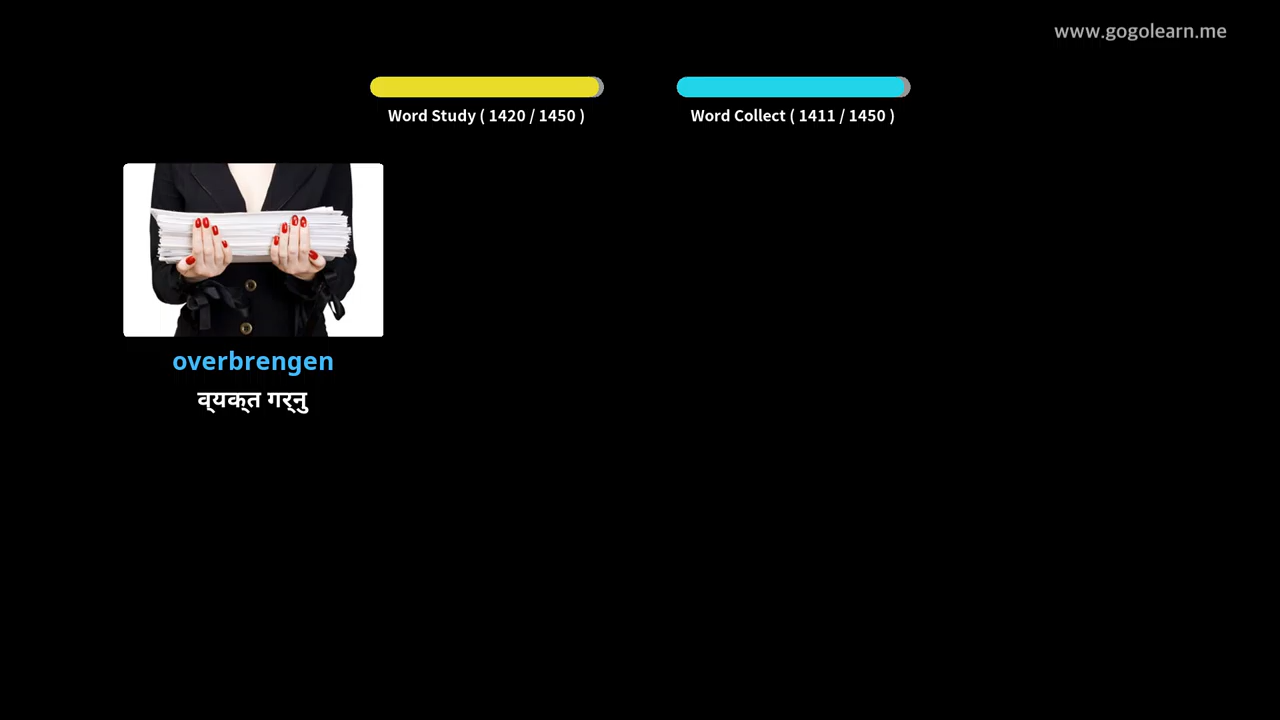 www.gogolearn.me
Word Study ( 1420 / 1450 )
Word Collect ( 1411 / 1450 )
overbrengen
व्यक्त गर्नु